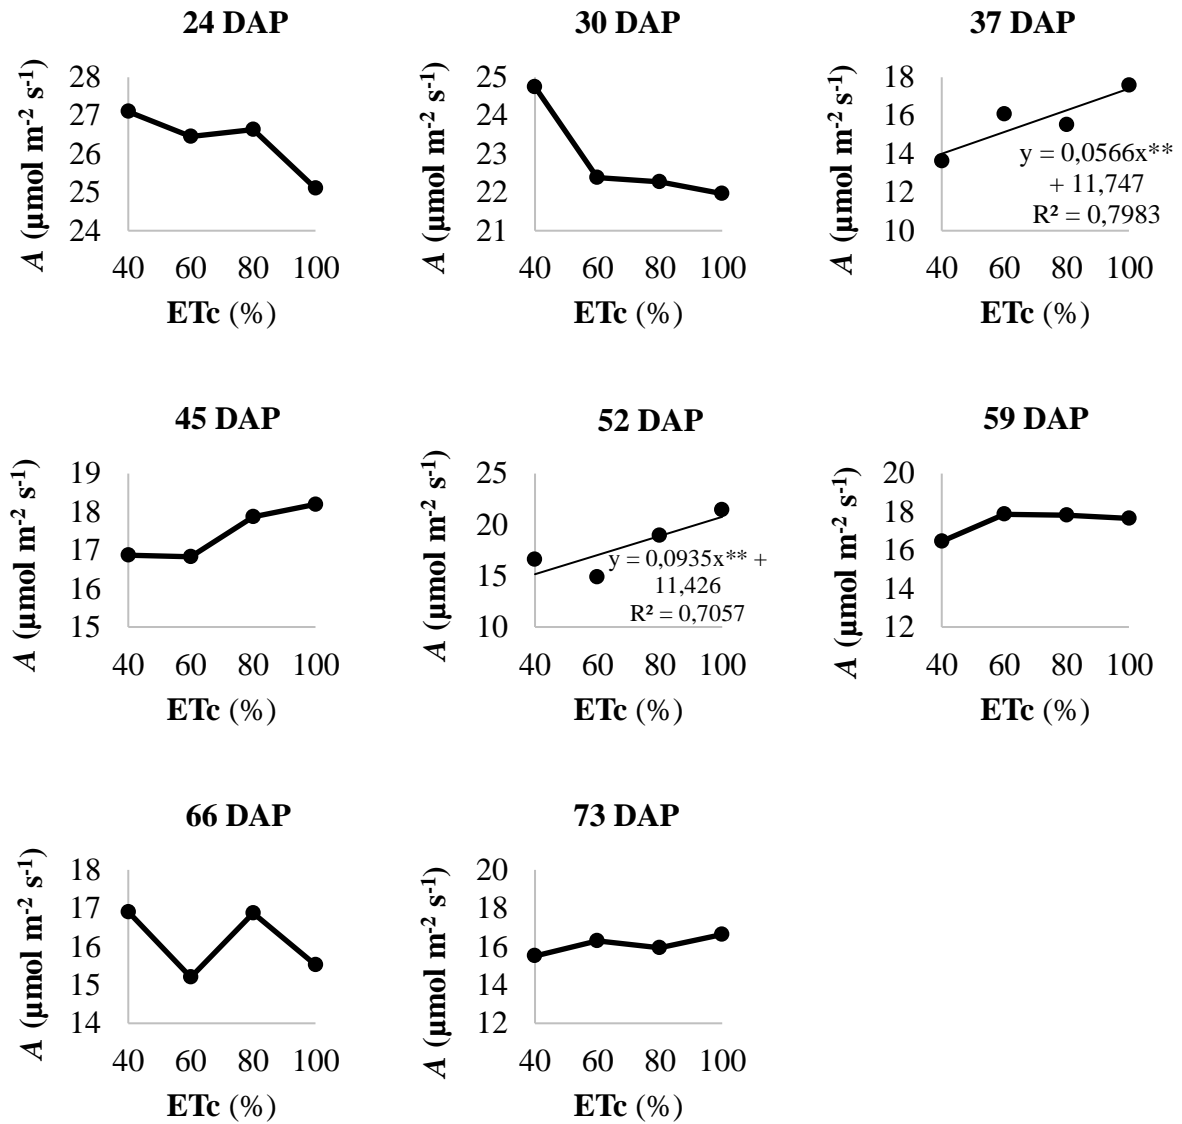 24 DAP
A (µmol m-2 s-1)
28
27
26
25
24
40 60 80 100
ETc (%)
30 DAP
A (µmol m-2 s-1)
25
24
23
22
21
40 60 80 100
ETc (%)
37 DAP
A (µmol m-2 s-1)
18
16
14
12
10
y = 0,0566x**
+ 11,747
R² = 0,7983
40 60 80 100
ETc (%)
45 DAP
A (µmol m-2 s-1)
19
18
17
16
15
40 60 80 100
ETc (%)
52 DAP
A (µmol m-2 s-1)
25
20
15
10
y = 0,0935x** +
11,426
R² = 0,7057
40 60 80 100
ETc (%)
59 DAP
A (µmol m-2 s-1)
20
18
16
14
12
40 60 80 100
ETc (%)
66 DAP
A (µmol m-2 s-1)
18
17
16
15
14
40 60 80 100
ETc (%)
73 DAP
A (µmol m-2 s-1)
20
18
16
14
12
40 60 80 100
ETc (%)